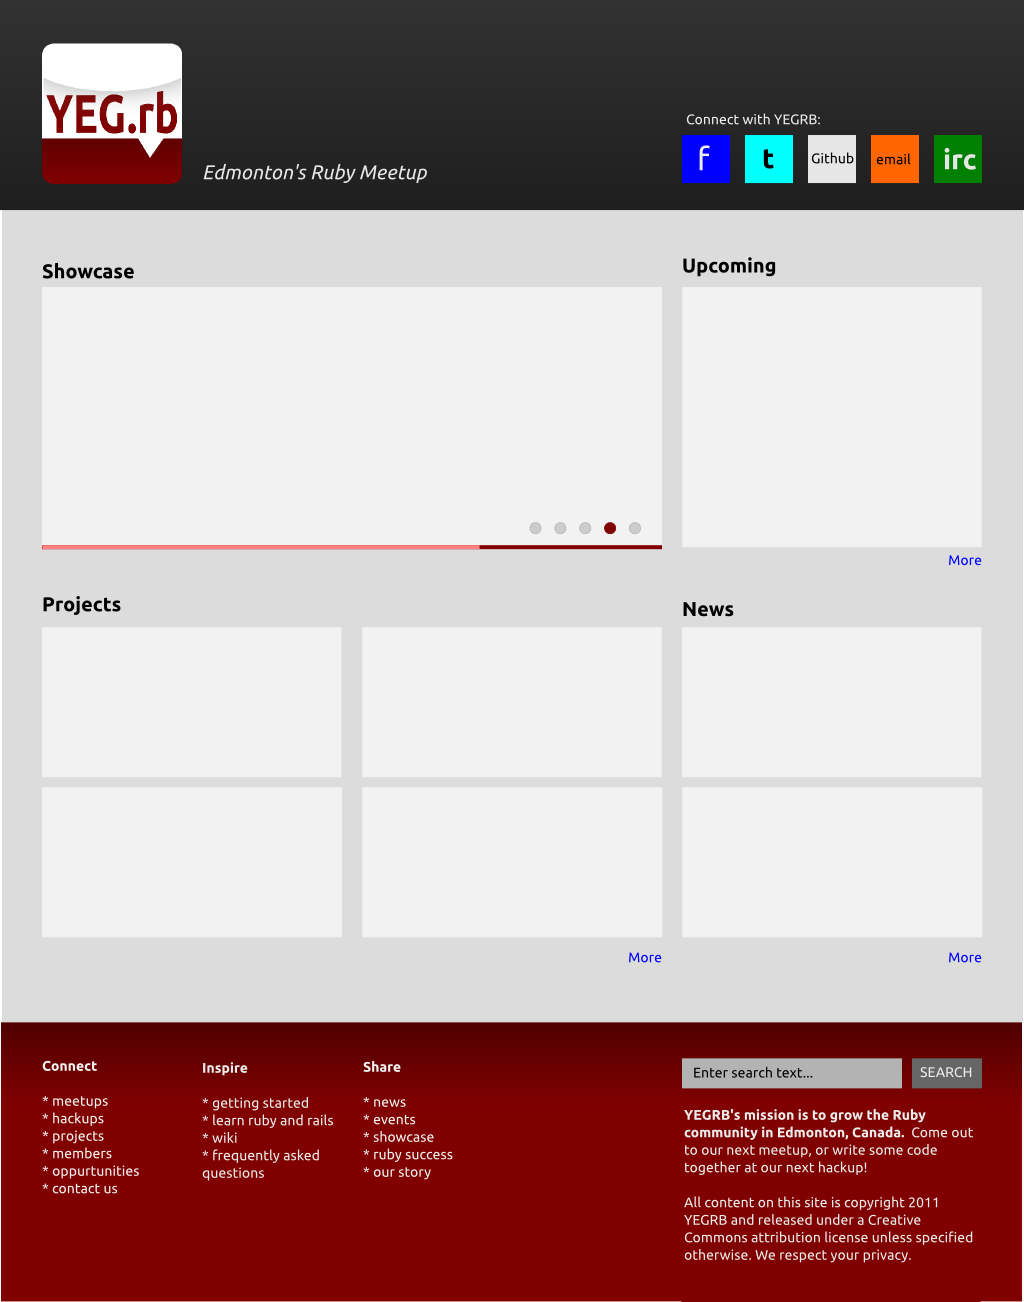 YEG.rb
Edmonton's Ruby Meetup
Connect with YEGRB:
f
t
Github
email
irc
Showcase
Upcoming
More
Projects
News
More
More
Connect
* meetups
* hackups
* projects
* members
* oppurtunities
* contact us
Inspire
* getting started
* learn ruby and rails
* wiki
* frequently asked
questions
Share
* news
* events
* showcase
* ruby success
* our story
Enter search text...
SEARCH
YEGRB's mission is to grow the Ruby
community in Edmonton, Canada. Come out
to our next meetup, or write some code
together at our next hackup!
All content on this site is copyright 2011
YEGRB and released under a Creative
Commons attribution license unless specified
otherwise. We respect your privacy.